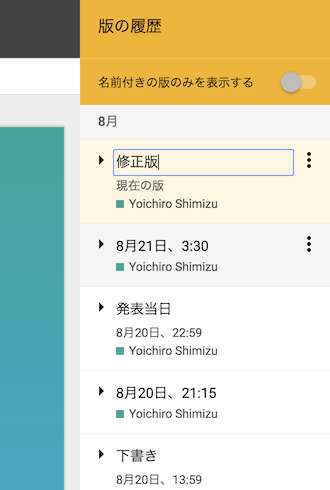 版の履歴
名前付きの版のみを表示する
8月
修正版
現在の版
Yoichiro Shimizu
8月21日、3:30
Yoichiro Shimizu
発表当日
8月20日、22:59
Yoichiro Shimizu
8月20日、21:15
Yoichiro Shimizu
下書き
8月20日、13:59